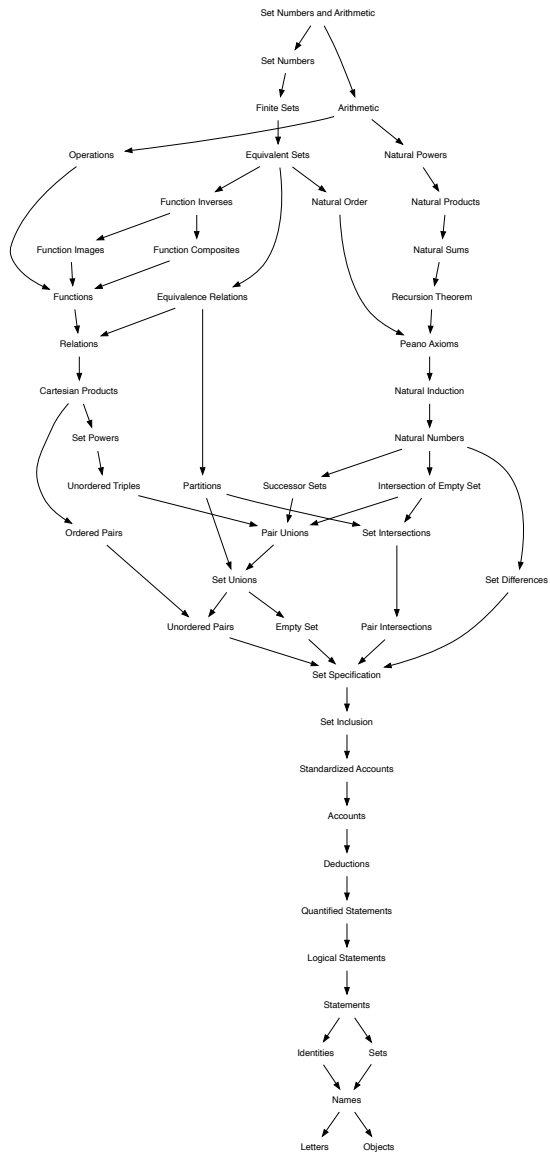 Set Numbers and Arithmetic
Set Numbers
Finite Sets
Arithmetic
Operations
Equivalent Sets
Natural Powers
Function Inverses
Natural Order
Natural Products
Function Images
Function Composites
Natural Sums
Functions
Equivalence Relations
Recursion Theorem
Relations
Peano Axioms
Cartesian Products
Natural Induction
Set Powers
Natural Numbers
Unordered Triples
Partitions
Successor Sets
Intersection of Empty Set
Ordered Pairs
Pair Unions
Set Intersections
Set Unions
Set Differences
Unordered Pairs
Empty Set
Pair Intersections
Set Specification
Set Inclusion
Standardized Accounts
Accounts
Deductions
Quantified Statements
Logical Statements
Statements
Identities
Sets
Names
Letters
Objects